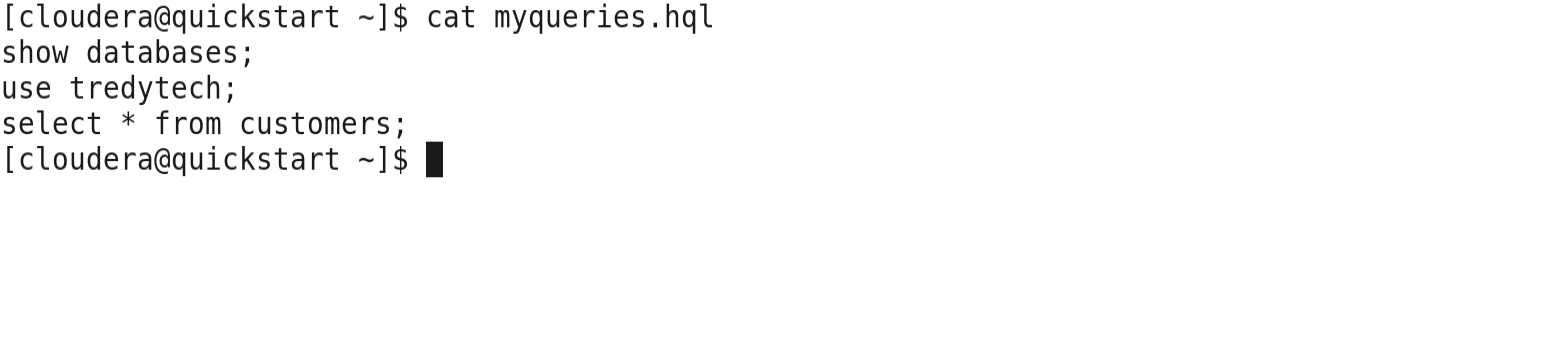 [cloudera@quickstart ~]$ cat myqueries.hql
show databases;
use tredytech;
select * from customers;
[cloudera@quickstart ~]$